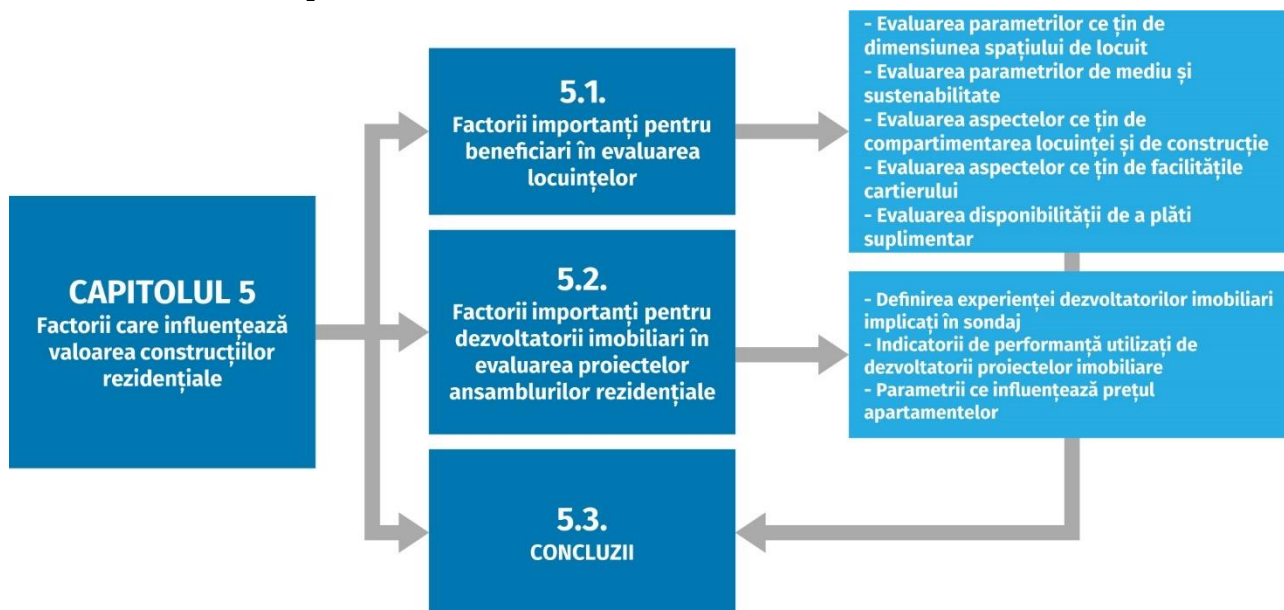 CAPITOLUL 5
Factorii care influențează
valoarea construcțiilor
rezidențiale
5.1.
Factorii importanți pentru
beneficiari în evaluarea
locuințelor
- Evaluarea parametrilor ce țin de
dimensiunea spațiului de locuit
- Evaluarea parametrilor de mediu și
sustenabilitate
- Evaluarea aspectelor ce țin de
compartimentarea locuinței și de construcție
- Evaluarea aspectelor ce țin de facilitățile
cartierului
- Evaluarea disponibilității de a plăti
suplimentar
5.2.
Factorii importanți pentru
dezvoltatorii imobiliari în
evaluarea proiectelor
ansamblurilor rezidențiale
- Definirea experienței dezvoltatorilor imobiliari
implicați în sondaj
- Indicatorii de performanță utilizați de
dezvoltatorii proiectelor imobiliare
- Parametrii ce influențează prețul
apartamentelor
5.3.
CONCLUZII